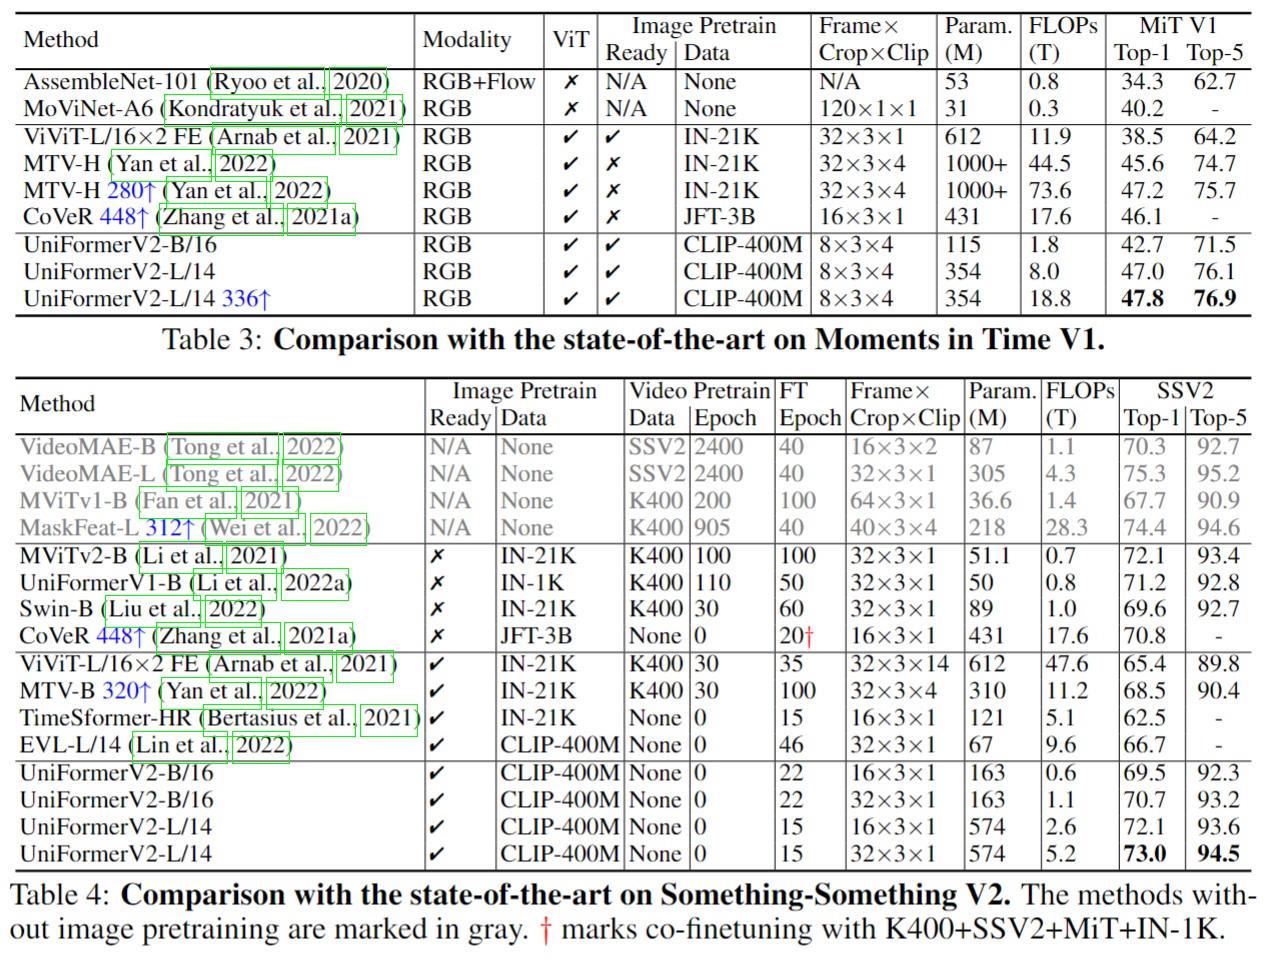 Method Modality ViT Image Pretrain Frame× Param. FLOPs MiT V1
Ready Data Crop×Clip (M) (T) Top-1 Top-5
AssembleNet-101 (Ryoo et al., 2020) RGB+Flow ✗ N/A None N/A 53 0.8 34.3 62.7
MoViNet-A6 (Kondratyuk et al., 2021) RGB ✗ N/A None 120×1×1 31 0.3 40.2 -
ViViT-L/16×2 FE (Arnab et al., 2021) RGB ✔ ✔ IN-21K 32×3×1 612 11.9 38.5 64.2
MTV-H (Yan et al., 2022) RGB ✔ ✗ IN-21K 32×3×4 1000+ 44.5 45.6 74.7
MTV-H 280↑ (Yan et al., 2022) RGB ✔ ✗ IN-21K 32×3×4 1000+ 73.6 47.2 75.7
CoVeR 448↑ (Zhang et al., 2021a) RGB ✔ ✗ JFT-3B 16×3×1 431 17.6 46.1 -
UniFormerV2-B/16 RGB ✔ ✔ CLIP-400M 8×3×4 115 1.8 42.7 71.5
UniFormerV2-L/14 RGB ✔ ✔ CLIP-400M 8×3×4 354 8.0 47.0 76.1
UniFormerV2-L/14 336↑ RGB ✔ ✔ CLIP-400M 8×3×4 354 18.8 47.8 76.9
Table 3: Comparison with the state-of-the-art on Moments in Time V1.
Method Image Pretrain Video Pretrain FT Frame× Param. FLOPs SSV2
Ready Data Data Epoch Epoch Crop×Clip (M) (T) Top-1 Top-5
VideoMAE-B (Tong et al., 2022) N/A None SSV2 2400 40 16×3×2 87 1.1 70.3 92.7
VideoMAE-L (Tong et al., 2022) N/A None SSV2 2400 40 32×3×1 305 4.3 75.3 95.2
MViTv1-B (Fan et al., 2021) N/A None K400 200 100 64×3×1 36.6 1.4 67.7 90.9
MaskFeat-L 312↑ (Wei et al., 2022) N/A None K400 905 40 40×3×4 218 28.3 74.4 94.6
MViTv2-B (Li et al., 2021) ✗ IN-21K K400 100 100 32×3×1 51.1 0.7 72.1 93.4
UniFormerV1-B (Li et al., 2022a) ✗ IN-1K K400 110 50 32×3×1 50 0.8 71.2 92.8
Swin-B (Liu et al., 2022) ✗ IN-21K K400 30 60 32×3×1 89 1.0 69.6 92.7
CoVeR 448↑ (Zhang et al., 2021a) ✗ JFT-3B None 0 20† 16×3×1 431 17.6 70.8 -
ViViT-L/16×2 FE (Arnab et al., 2021) ✔ IN-21K K400 30 35 32×3×14 612 47.6 65.4 89.8
MTV-B 320↑ (Yan et al., 2022) ✔ IN-21K K400 30 100 32×3×4 310 11.2 68.5 90.4
TimeSformer-HR (Bertasius et al., 2021) ✔ IN-21K None 0 15 16×3×1 121 5.1 62.5 -
EVL-L/14 (Lin et al., 2022) ✔ CLIP-400M None 0 46 32×3×1 67 9.6 66.7 -
UniFormerV2-B/16 ✔ CLIP-400M None 0 22 16×3×1 163 0.6 69.5 92.3
UniFormerV2-B/16 ✔ CLIP-400M None 0 22 32×3×1 163 1.1 70.7 93.2
UniFormerV2-L/14 ✔ CLIP-400M None 0 15 16×3×1 574 2.6 72.1 93.6
UniFormerV2-L/14 ✔ CLIP-400M None 0 15 32×3×1 574 5.2 73.0 94.5
Table 4: Comparison with the state-of-the-art on Something-Something V2. The methods with-
out image pretraining are marked in gray. † marks co-finetuning with K400+SSV2+MiT+IN-1K.